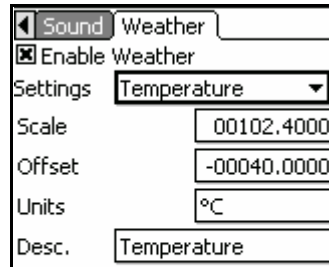 Sound Weather
Enable Weather
Settings Temperature
Scale 00102.4000
Offset -00040.0000
Units °C
Desc. Temperature